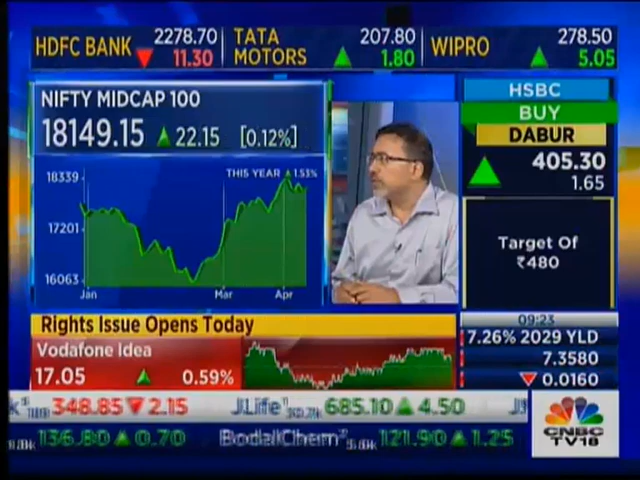 HDFC BANK 2278.70 11.30
TATA MOTORS 207.80 1.80
WIPRO 278.50 5.05
NIFTY MIDCAP 100
18149.15 22.15 [0.12%]
THIS YEAR 1.53%
18339
17201
16063
Jan Mar Apr
HSBC
BUY
DABUR
405.30
1.65
Target Of
₹480
Rights Issue Opens Today
Vodafone Idea
17.05 0.59%
09:23
7.26% 2029 YLD
7.3580
0.0160
348.85 2.15 685.10 4.50
136.80 0.70 121.90 1.25
CNBC
TV18